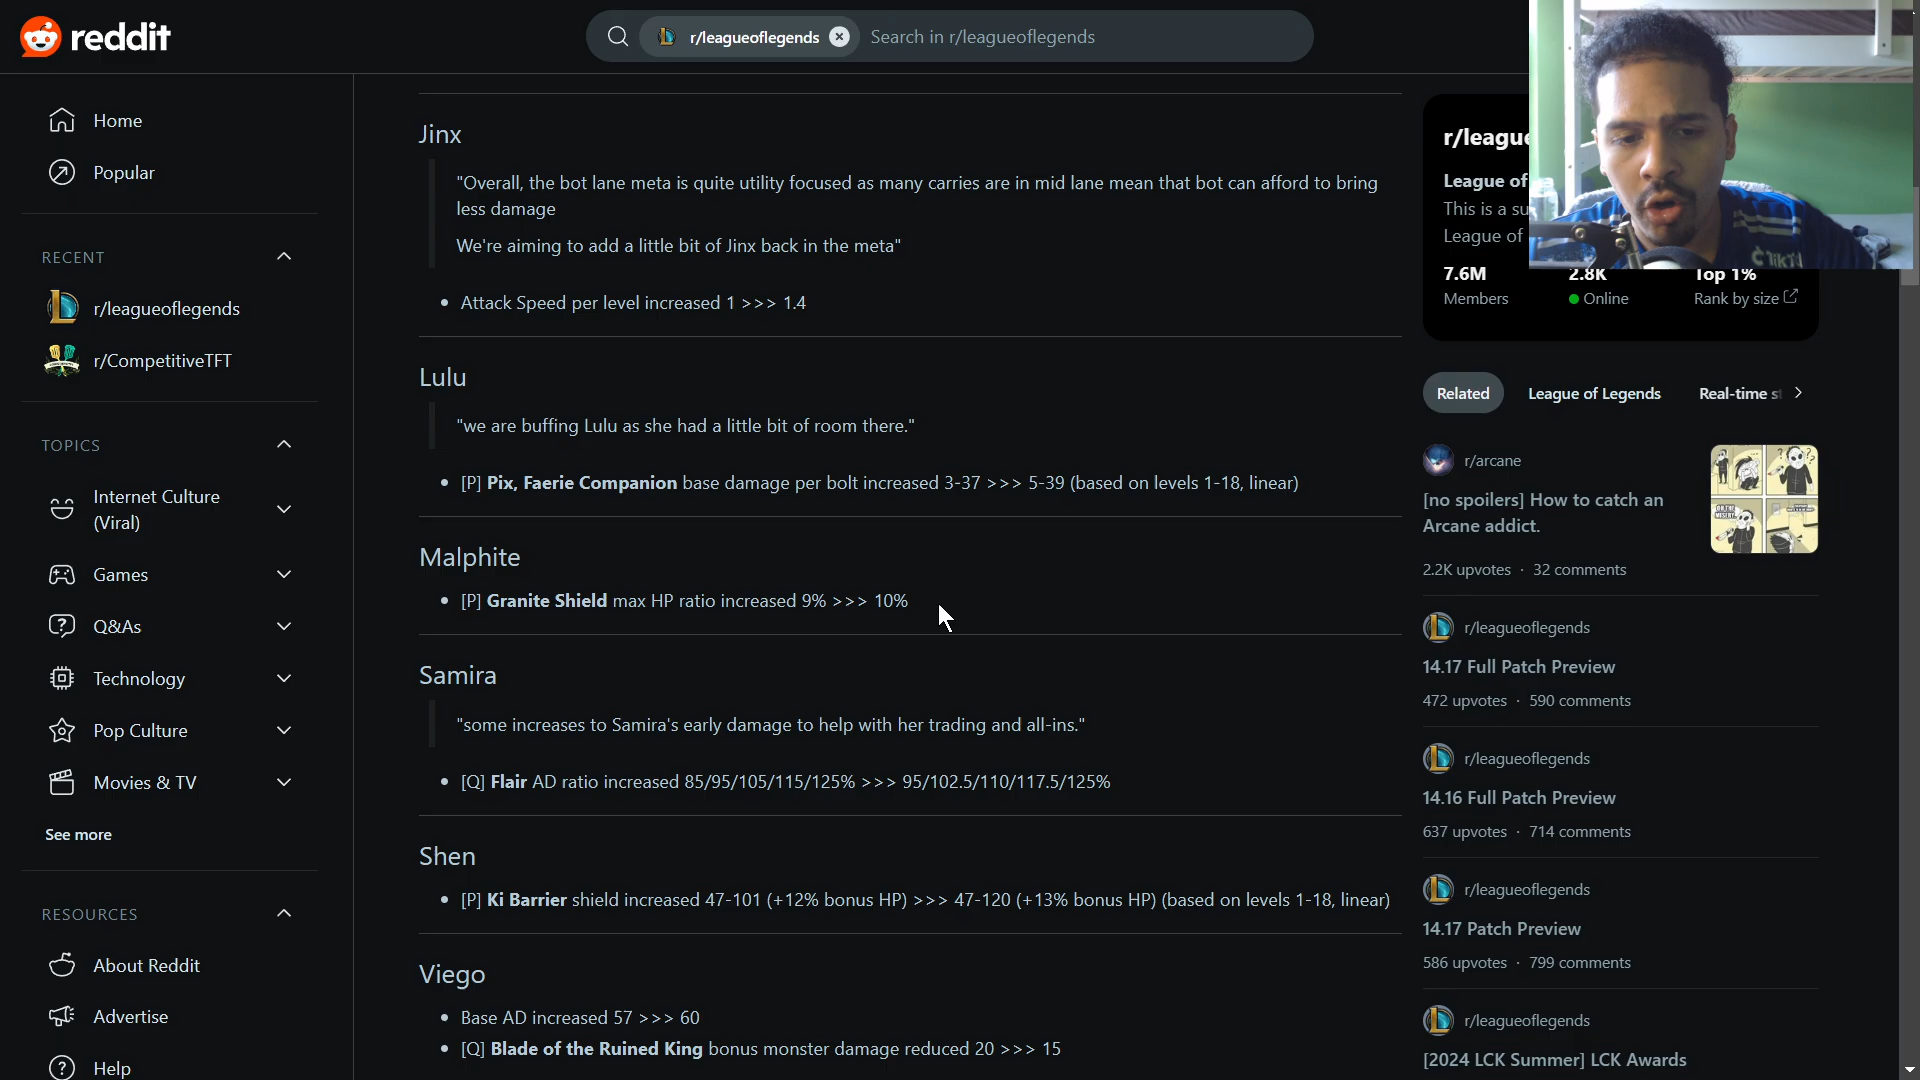 reddit
r/leagueoflegends
Search in r/leagueoflegends
Home
Popular
RECENT
r/leagueoflegends
r/CompetitiveTFT
TOPICS
Internet Culture
(Viral)
Games
Q&As
Technology
Pop Culture
Movies & TV
See more
RESOURCES
About Reddit
Advertise
Help
Jinx
"Overall, the bot lane meta is quite utility focused as many carries are in mid lane mean that bot can afford to bring
less damage
We're aiming to add a little bit of Jinx back in the meta"
• Attack Speed per level increased 1 >>> 1.4
Lulu
"we are buffing Lulu as she had a little bit of room there."
• [P] Pix, Faerie Companion base damage per bolt increased 3-37 >>> 5-39 (based on levels 1-18, linear)
Malphite
• [P] Granite Shield max HP ratio increased 9% >>> 10%
Samira
"some increases to Samira's early damage to help with her trading and all-ins."
• [Q] Flair AD ratio increased 85/95/105/115/125% >>> 95/102.5/110/117.5/125%
Shen
• [P] Ki Barrier shield increased 47-101 (+12% bonus HP) >>> 47-120 (+13% bonus HP) (based on levels 1-18, linear)
Viego
• Base AD increased 57 >>> 60
• [Q] Blade of the Ruined King bonus monster damage reduced 20 >>> 15
r/league
League of
This is a su
League of
7.6M
2.8K
Top 1%
Members
Online
Rank by size
Related
League of Legends
Real-time st
r/arcane
[no spoilers] How to catch an
Arcane addict.
2.2K upvotes · 32 comments
r/leagueoflegends
14.17 Full Patch Preview
472 upvotes · 590 comments
r/leagueoflegends
14.16 Full Patch Preview
637 upvotes · 714 comments
r/leagueoflegends
14.17 Patch Preview
586 upvotes · 799 comments
r/leagueoflegends
[2024 LCK Summer] LCK Awards